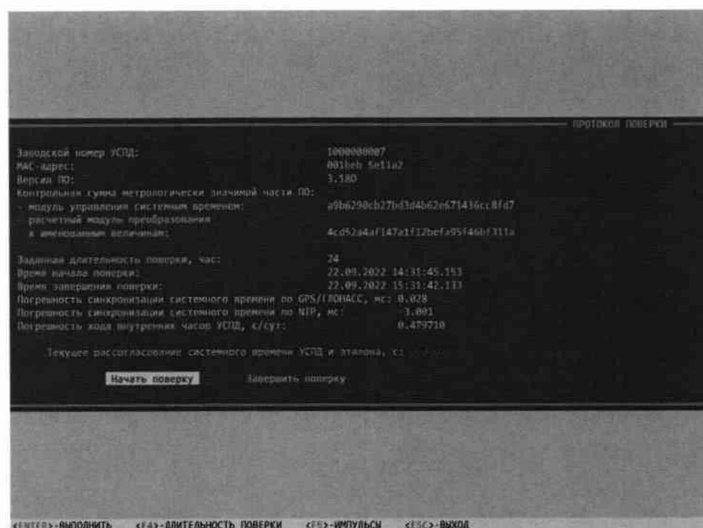 ПРОТОКОЛ ПОВЕРКИ
Заводской номер УСПД: 1000000007
MAC-адрес: 001beb 5e11a2
Версия ПО: 3.58D
Контрольная сумма метрологически значимой части ПО:
- модуль управления системным временем: a9b6290cb27bd3d4b62e671436cc8fd7
расчетный модуль преобразования
к именованным величинам: 4cd52a4af147a1f12befa95f46bf311a
Заданная длительность поверки, час: 24
Время начала поверки: 22.09.2022 14:31:45.153
Время завершения поверки: 22.09.2022 15:31:42.133
Погрешность синхронизации системного времени по GPS/ГЛОНАСС, мс: 0.028
Погрешность синхронизации системного времени по NTP, мс: 3.001
Погрешность хода внутренних часов УСПД, с/сут: 0.479710
Текущее рассогласование системного времени УСПД и эталона, с:
Начать поверку Завершить поверку
<ENTER>-ВЫПОЛНИТЬ <F4>-ДЛИТЕЛЬНОСТЬ ПОВЕРКИ <F5>-ИМПУЛЬСЫ <ESC>-ВЫХОД